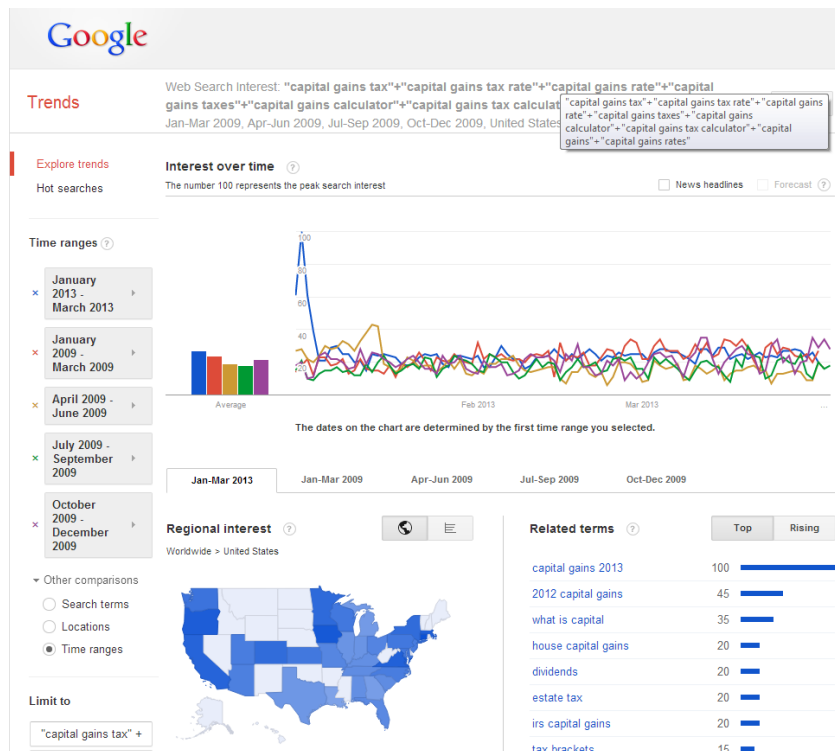 Google
Trends
Web Search Interest: "capital gains tax"+"capital gains tax rate"+"capital gains rate"+"capital
gains taxes"+"capital gains calculator"+"capital gains tax calculat
Jan-Mar 2009, Apr-Jun 2009, Jul-Sep 2009, Oct-Dec 2009, United States
"capital gains tax"+"capital gains tax rate"+"capital gains
rate"+"capital gains taxes"+"capital gains
calculator"+"capital gains tax calculator"+"capital
gains"+"capital gains rates"
Explore trends
Hot searches
Interest over time ?
The number 100 represents the peak search interest
News headlines
Forecast ?
Time ranges ?
× January
2013 -
March 2013
× January
2009 -
March 2009
× April 2009 -
June 2009
× July 2009 -
September
2009
× October
2009 -
December
2009
100
80
60
40
20
Average
Feb 2013
Mar 2013
...
The dates on the chart are determined by the first time range you selected.
Jan-Mar 2013
Jan-Mar 2009
Apr-Jun 2009
Jul-Sep 2009
Oct-Dec 2009
Other comparisons
Search terms
Locations
Time ranges
Limit to
"capital gains tax" +
Regional interest ?
Worldwide > United States
Related terms ?
Top
Rising
capital gains 2013 100
2012 capital gains 45
what is capital 35
house capital gains 20
dividends 20
estate tax 20
irs capital gains 20
tax brackets 15